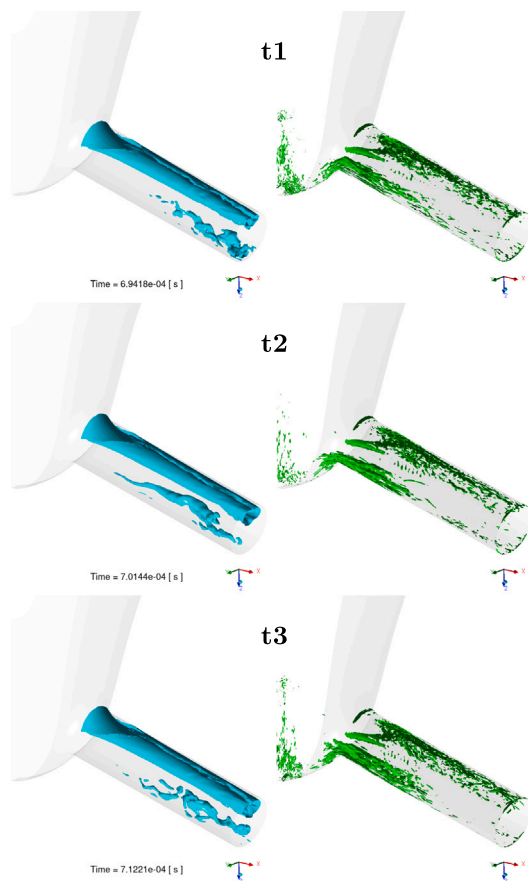 t1
Time = 6.9418e-04 [ s ]
Y X
Z
Y X
Z
t2
Time = 7.0144e-04 [ s ]
Y X
Z
Y X
Z
t3
Time = 7.1221e-04 [ s ]
Y X
Z
Y X
Z